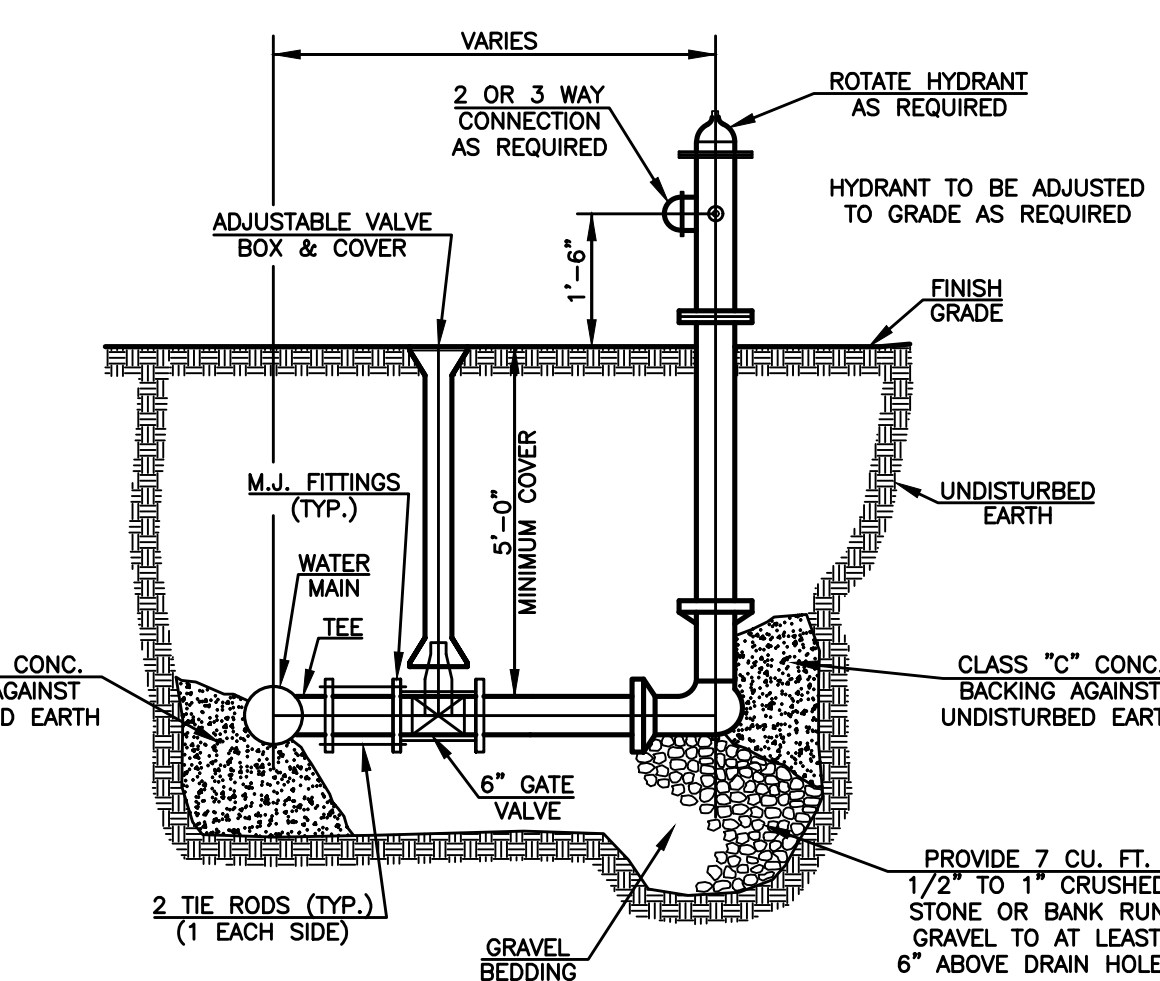 VARIES
2 OR 3 WAY
CONNECTION
AS REQUIRED
ROTATE HYDRANT
AS REQUIRED
HYDRANT TO BE ADJUSTED
TO GRADE AS REQUIRED
ADJUSTABLE VALVE
BOX & COVER
1'-6"
FINISH
GRADE
M.J. FITTINGS
(TYP.)
5'-0"
MINIMUM COVER
UNDISTURBED
EARTH
WATER
MAIN
TEE
CONC.
AGAINST
D EARTH
CLASS "C" CONC.
BACKING AGAINST
UNDISTURBED EART
6" GATE
VALVE
2 TIE RODS (TYP.)
(1 EACH SIDE)
GRAVEL
BEDDING
PROVIDE 7 CU. FT.
1/2" TO 1" CRUSHED
STONE OR BANK RUN
GRAVEL TO AT LEAST
6" ABOVE DRAIN HOLE